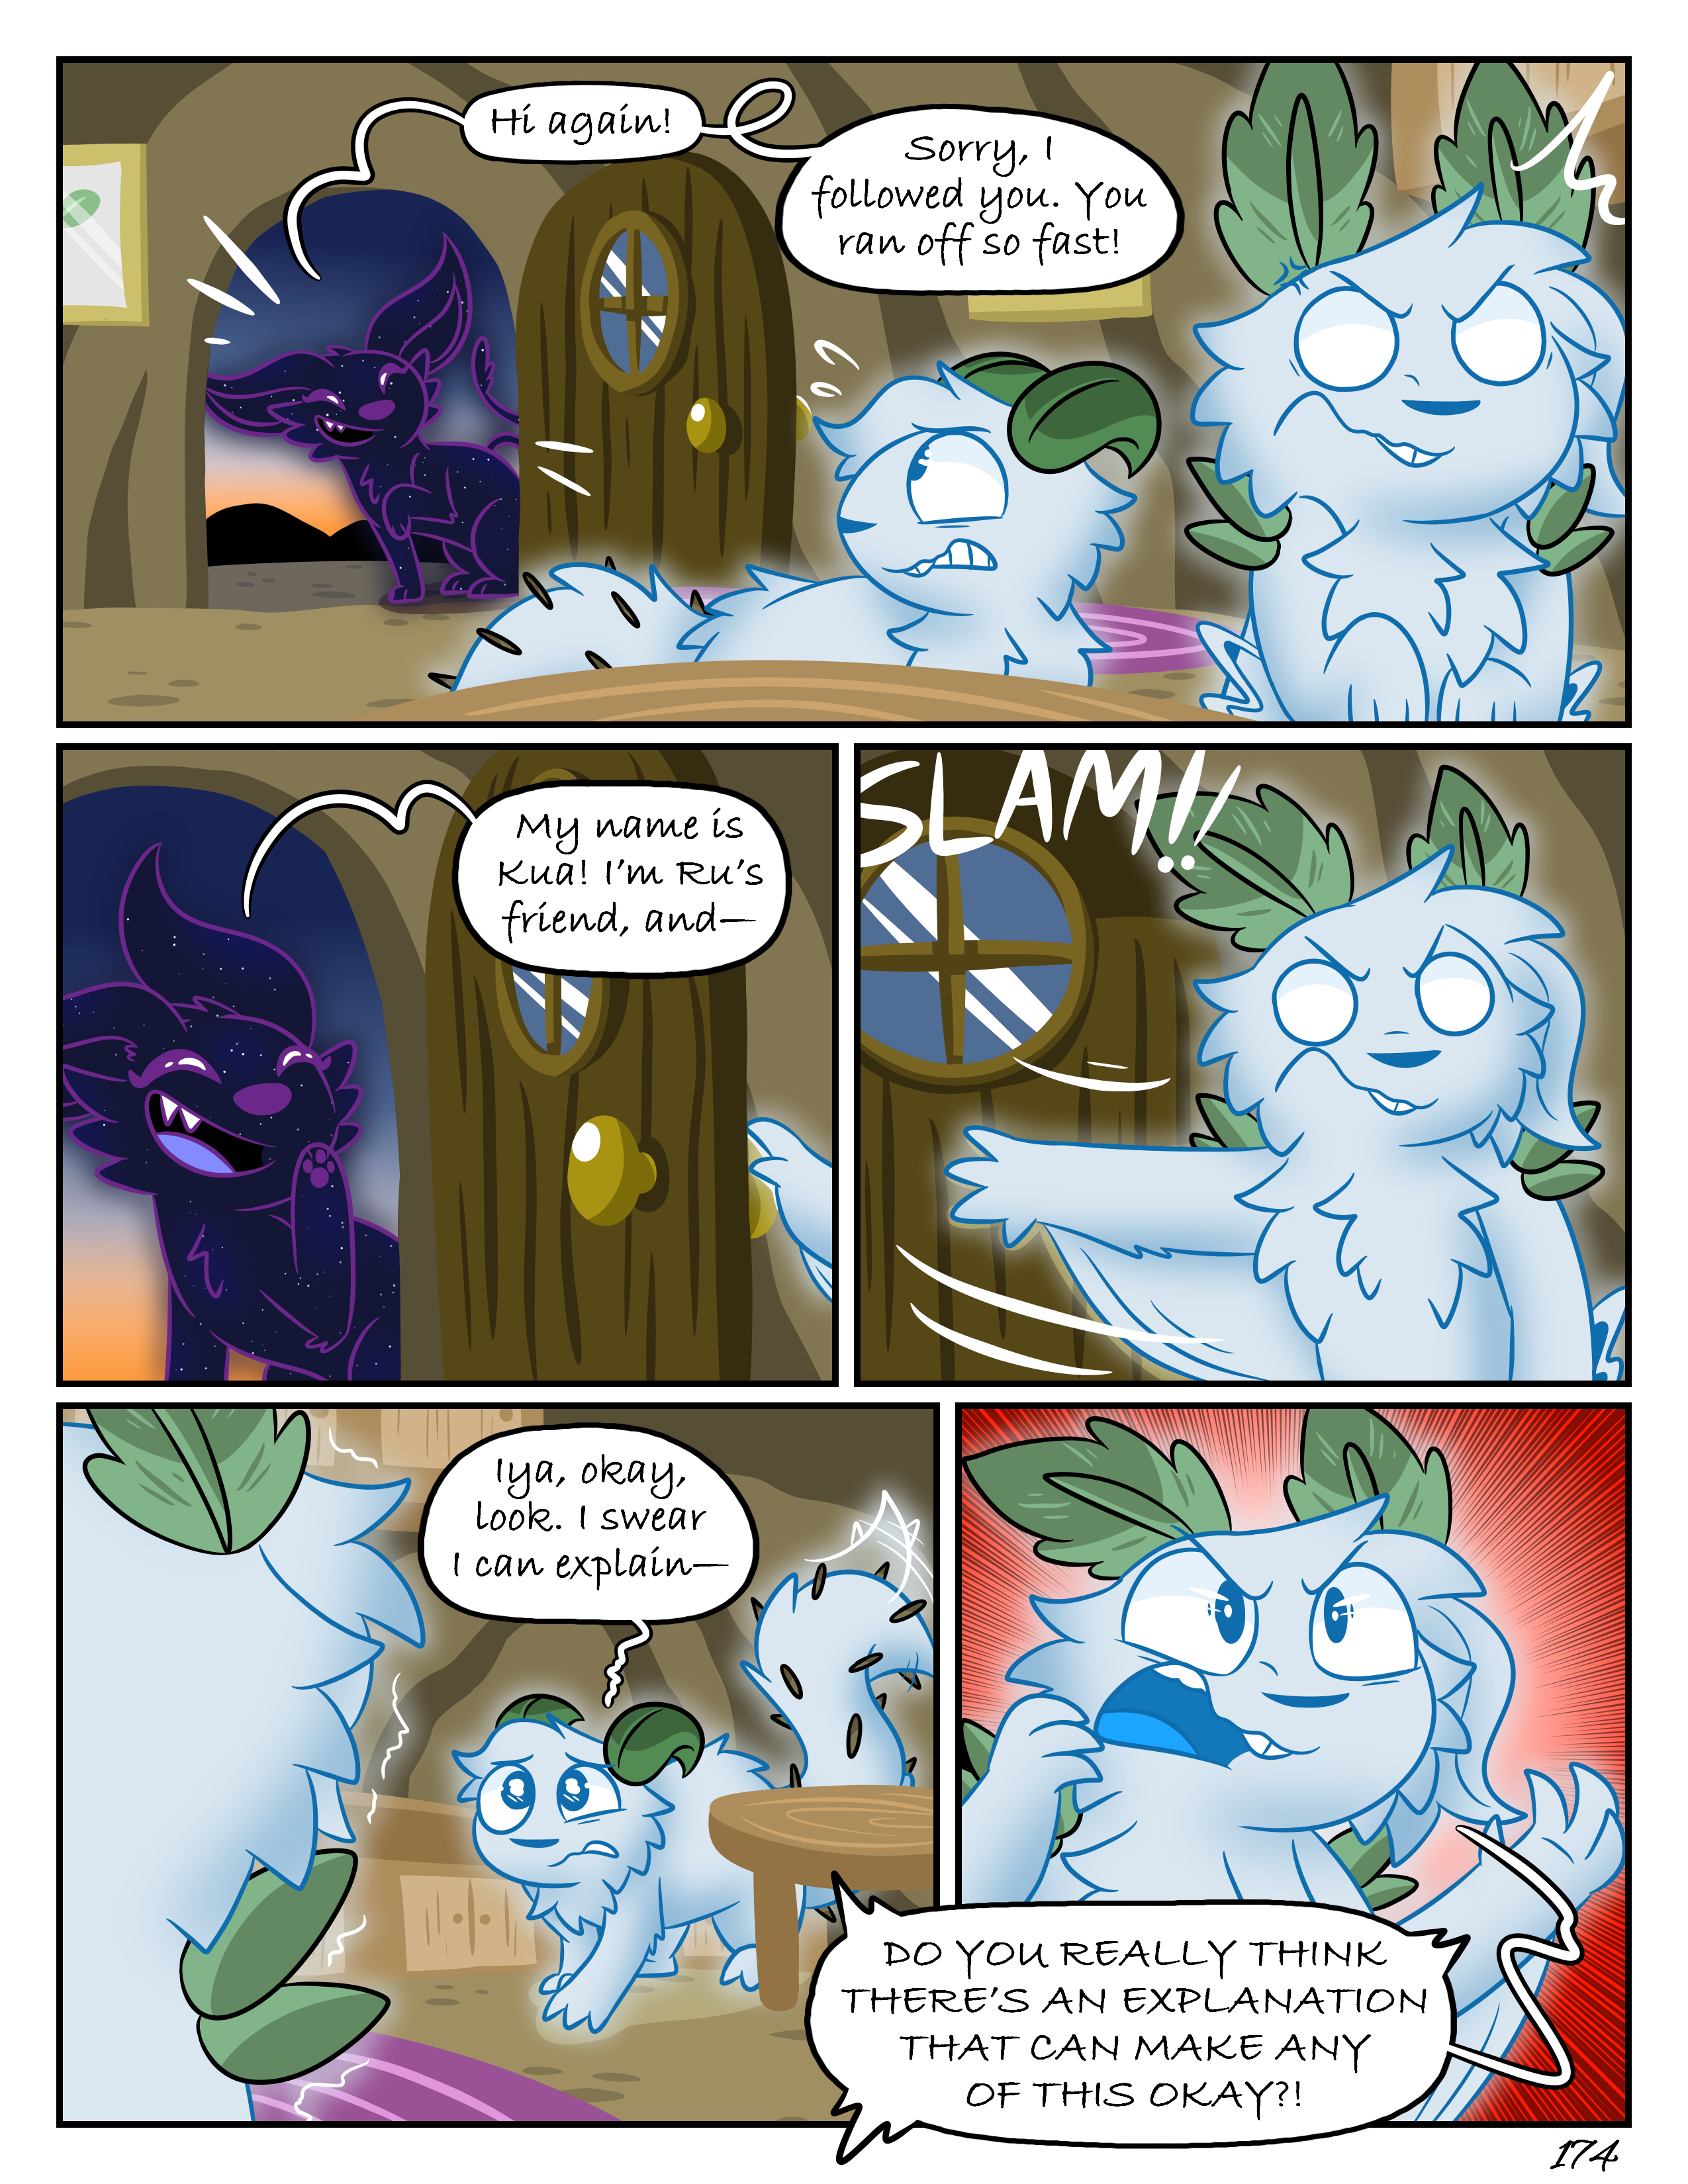 Hi again!
Sorry, I
followed you. You
ran off so fast!
My name is
Kua! I'm Ru's
friend, and—
SLAM!!
Iya, okay,
look. I swear
I can explain—
DO YOU REALLY THINK
THERE'S AN EXPLANATION
THAT CAN MAKE ANY
OF THIS OKAY?!
174